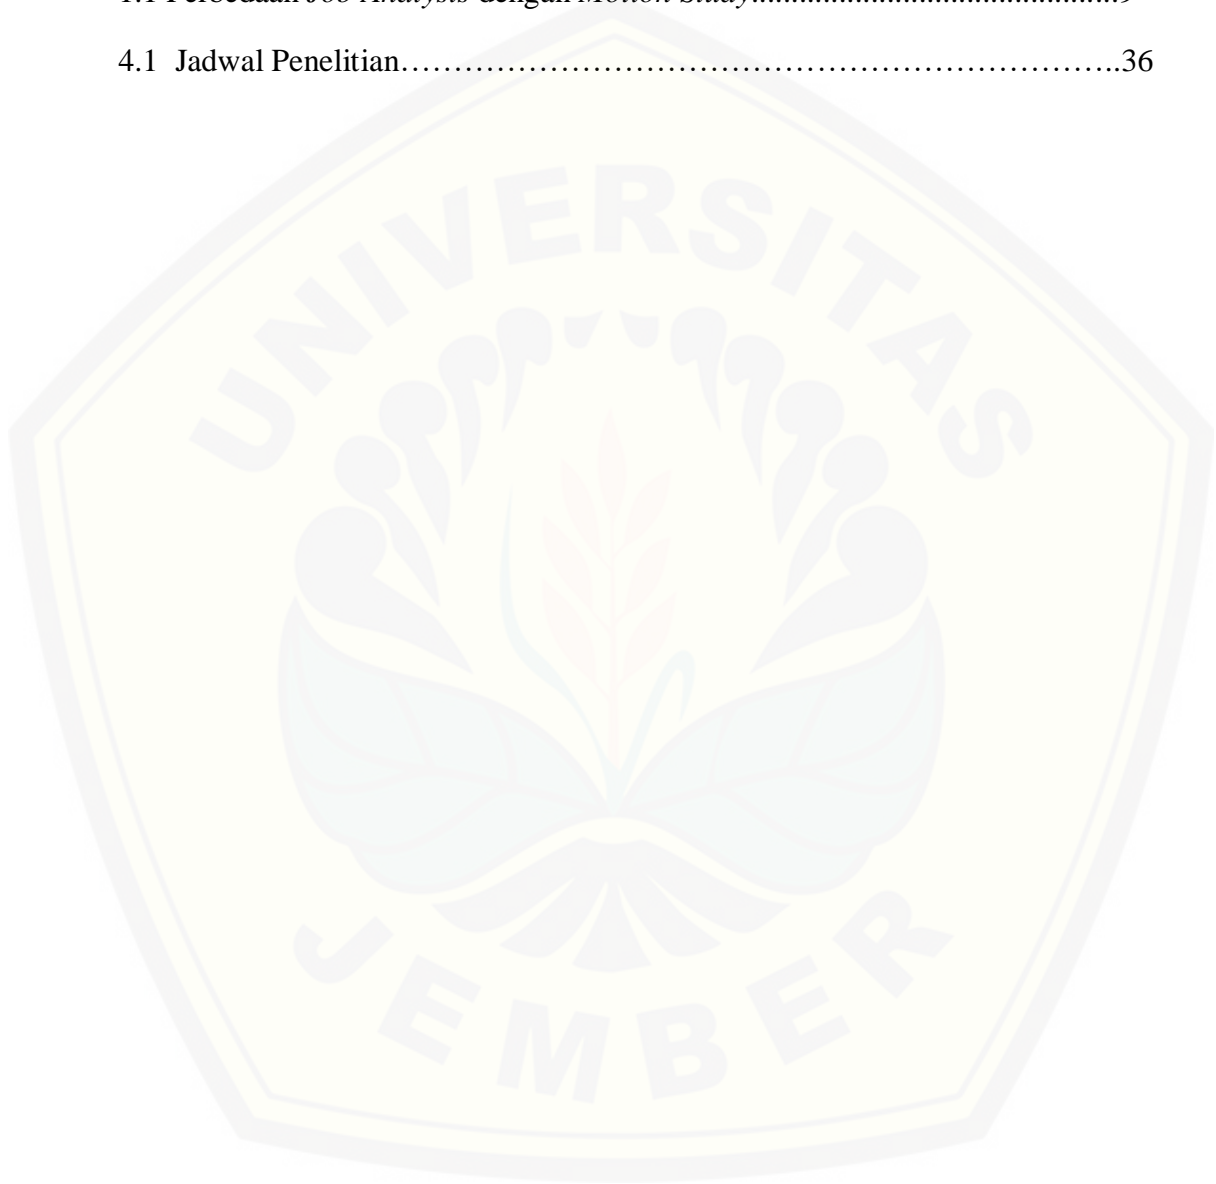 Perbedaan Job Analysis dengan Motion Study.............................................9
4.1 Jadwal Penelitian…………………………………………………………..36
UNIVERSITAS
JEMBER